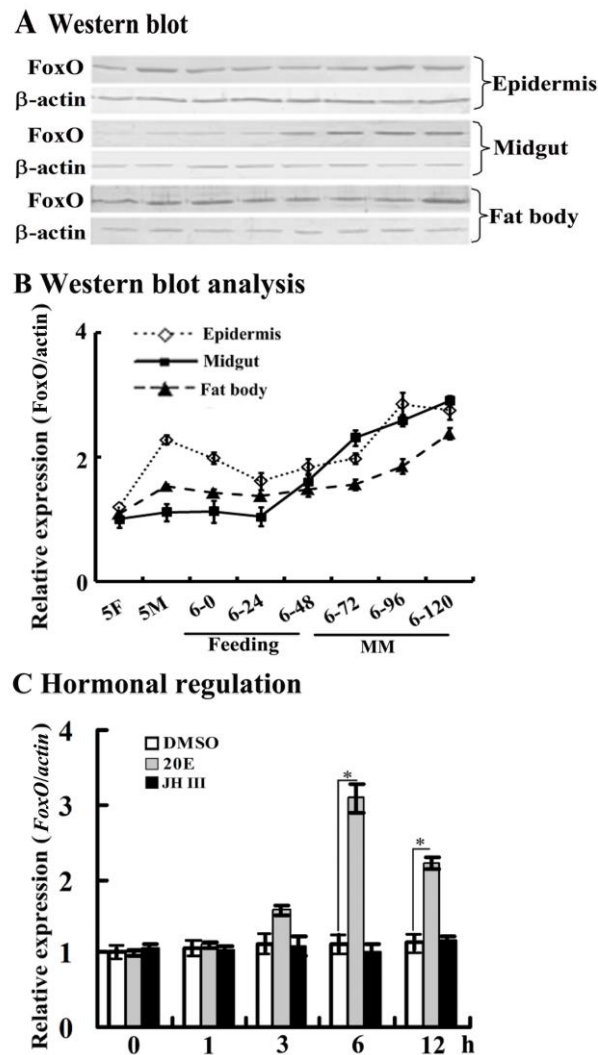 A Western blot
FoxO
β-actin
Epidermis
FoxO
β-actin
Midgut
FoxO
β-actin
Fat body
B Western blot analysis
Relative expression (FoxO/actin)
4
2
0
Epidermis
Midgut
Fat body
5F 5M 6-0 6-24 6-48 6-72 6-96 6-120
Feeding MM
C Hormonal regulation
Relative expression (FoxO/actin)
4
3
2
1
0
DMSO
20E
JH III
*
*
0 1 3 6 12 h